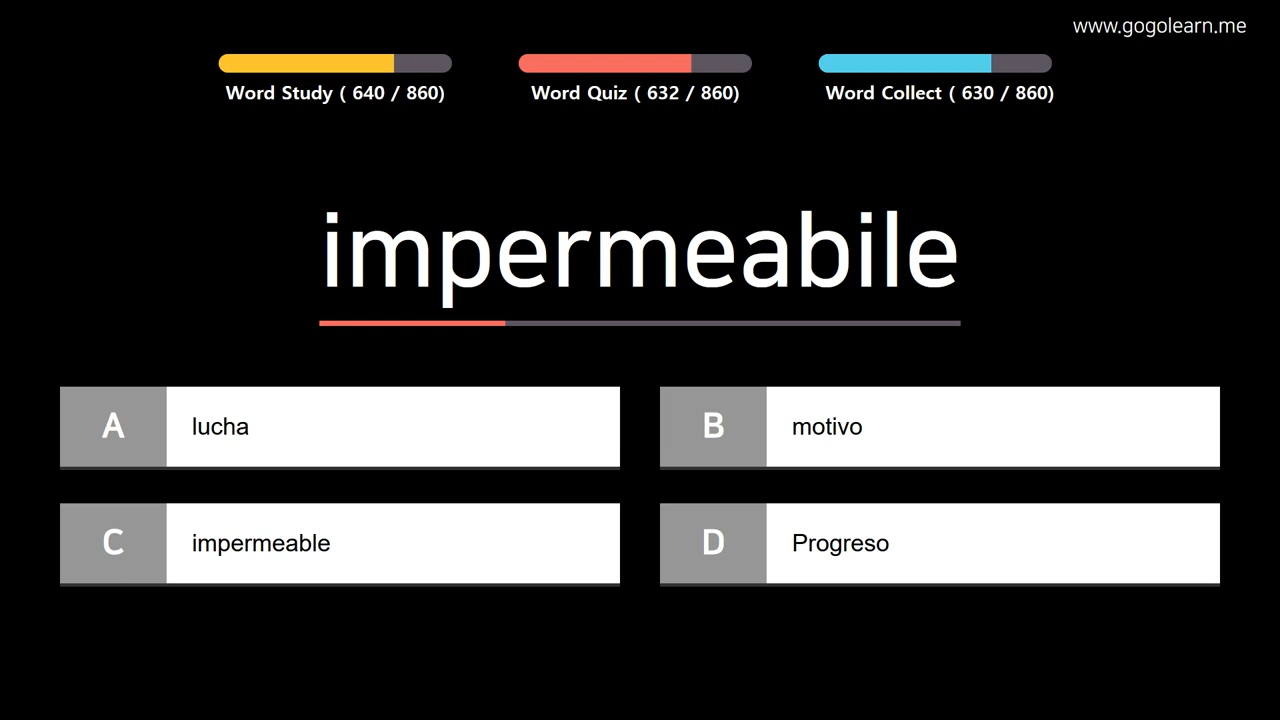 www.gogolearn.me
Word Study ( 640 / 860)
Word Quiz ( 632 / 860)
Word Collect ( 630 / 860)
impermeabile
A lucha
B motivo
C impermeable
D Progreso